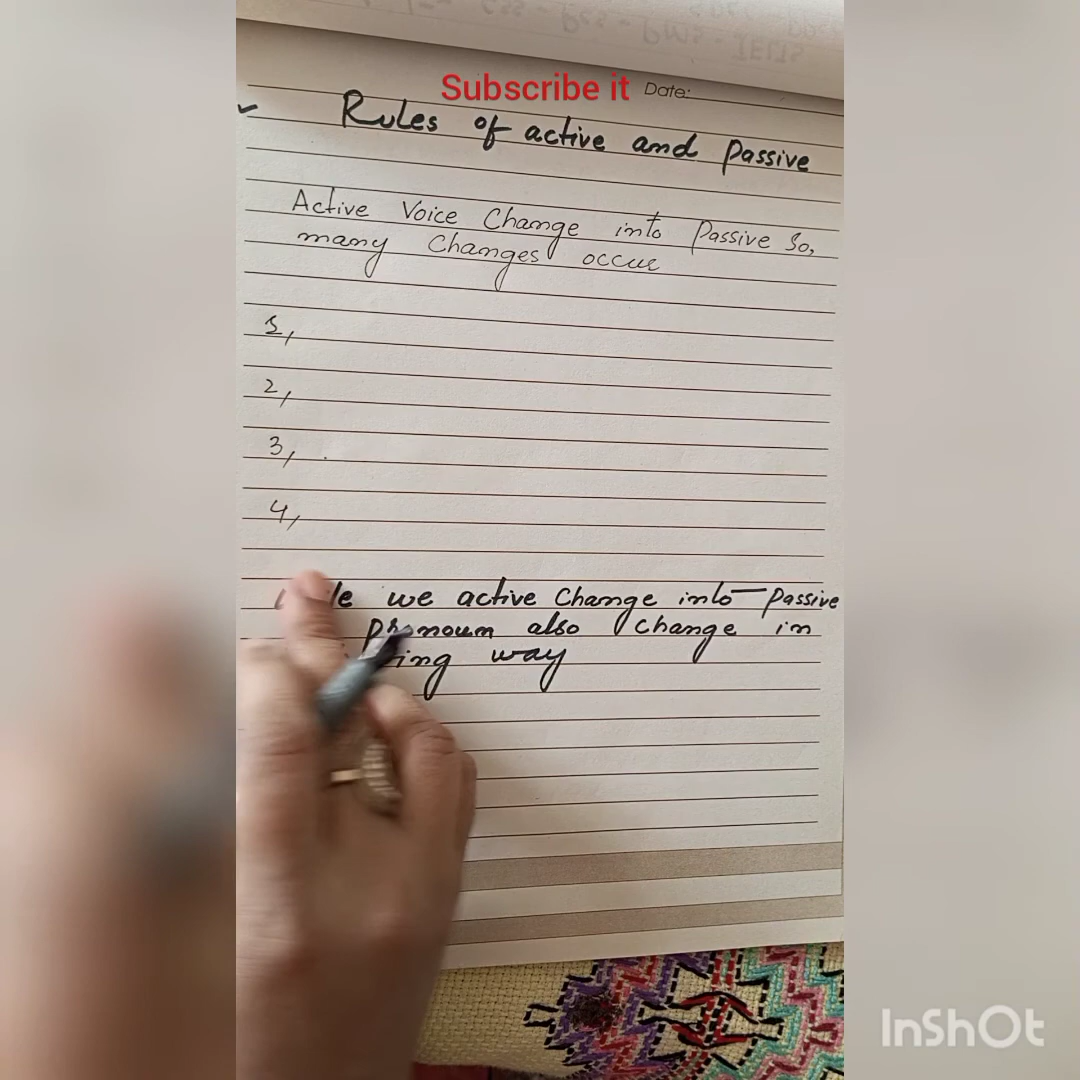 Subscribe it
Date:
Rules of active and passive
Active Voice Change into Passive So,
many Changes occur
1,
2,
3,
4,
we active Change into passive
pronoun also Change in
way
InShOt